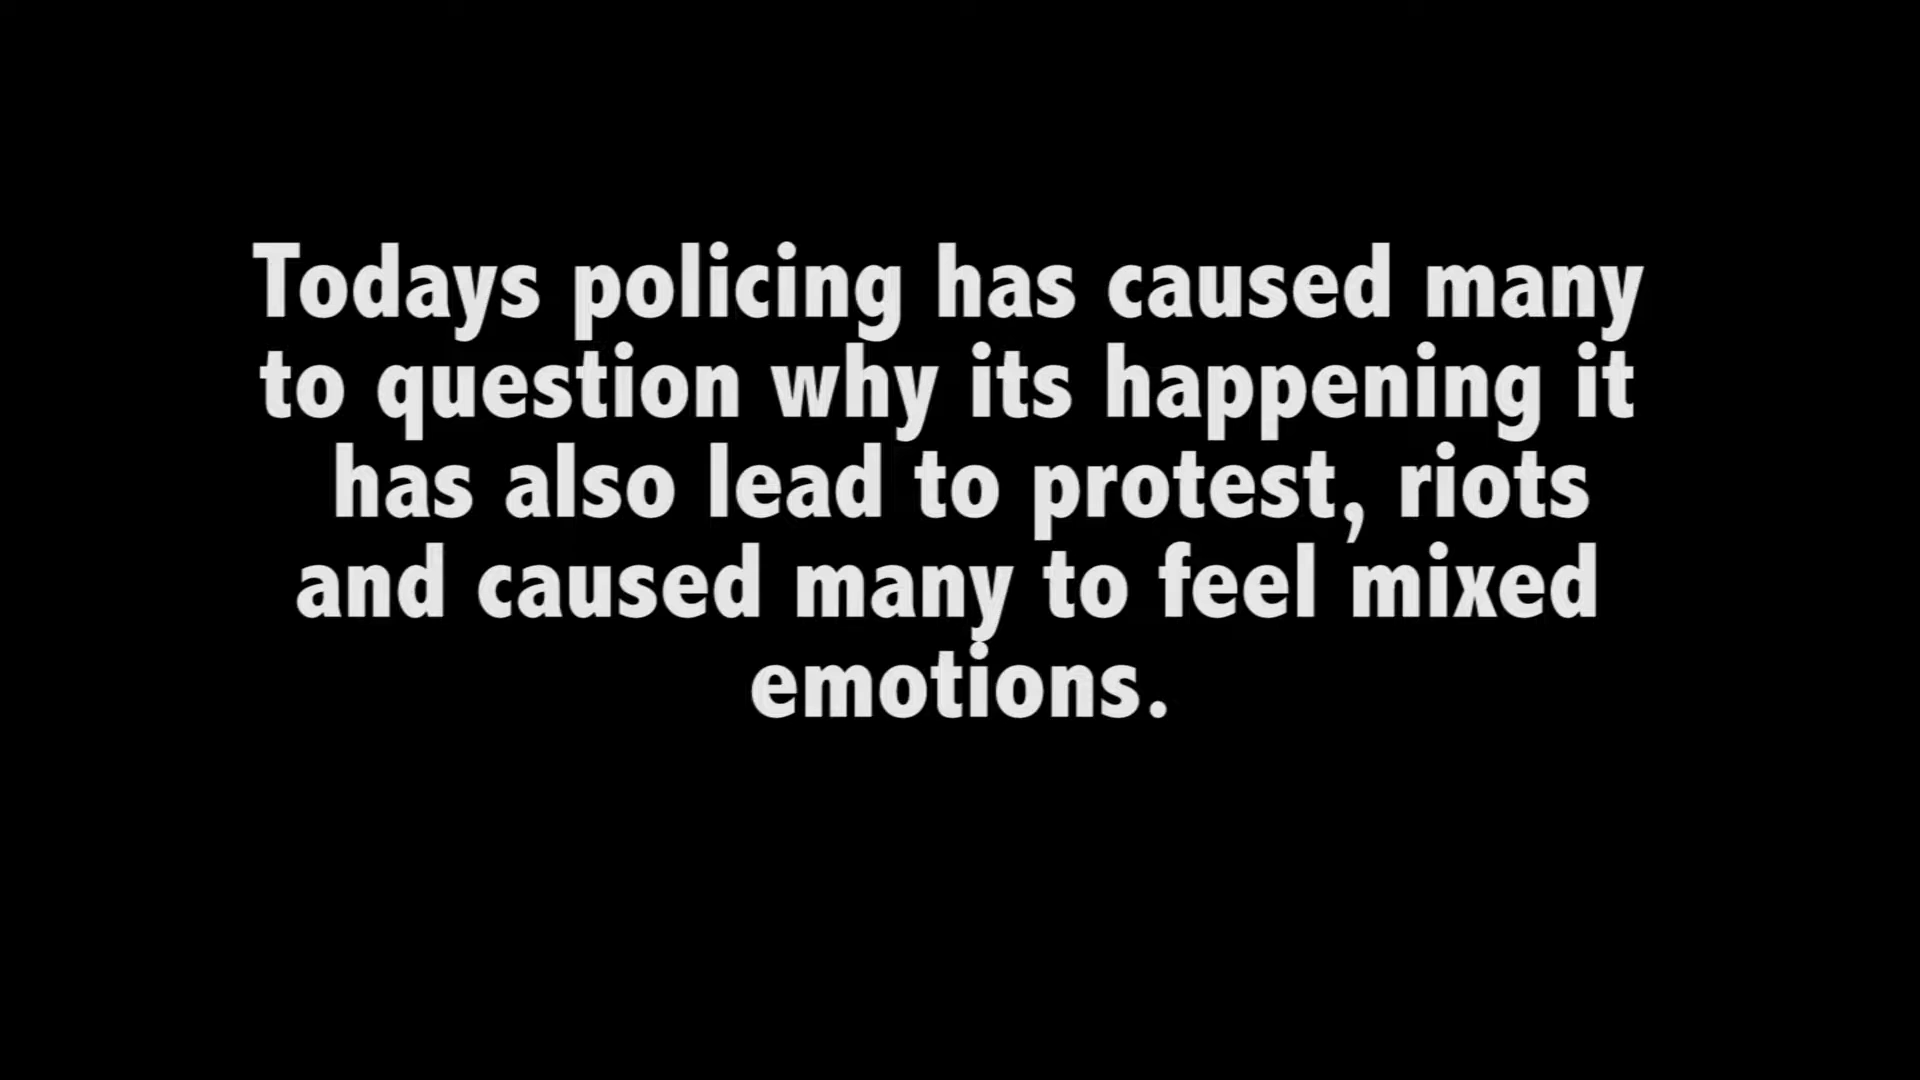 Todays policing has caused many
to question why its happening it
has also lead to protest, riots
and caused many to feel mixed
emotions.